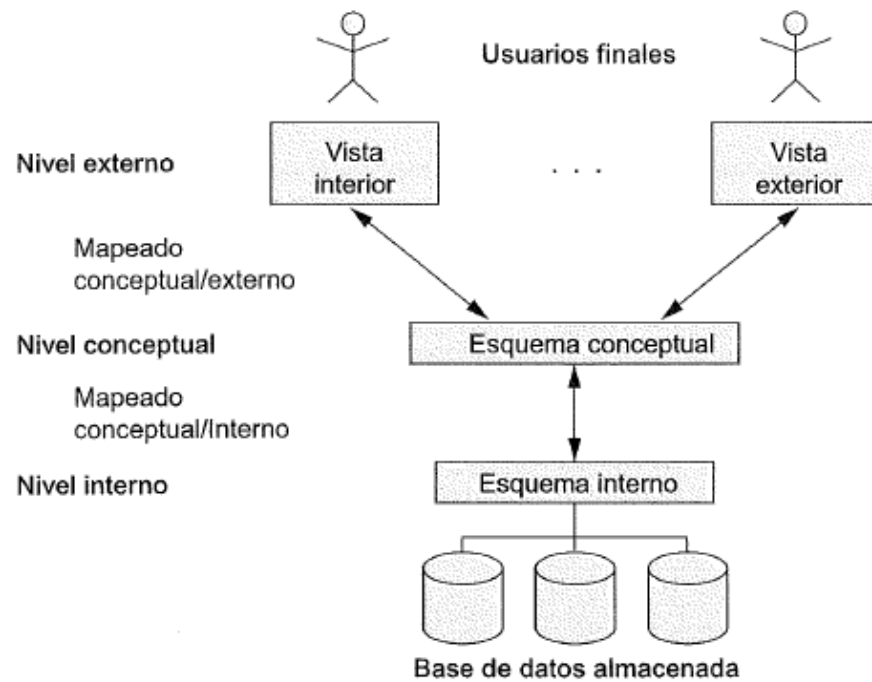 Usuarios finales
Nivel externo
Vista
interior
. . .
Vista
exterior
Mapeado
conceptual/externo
Nivel conceptual
Esquema conceptual
Mapeado
conceptual/Interno
Nivel interno
Esquema interno
Base de datos almacenada